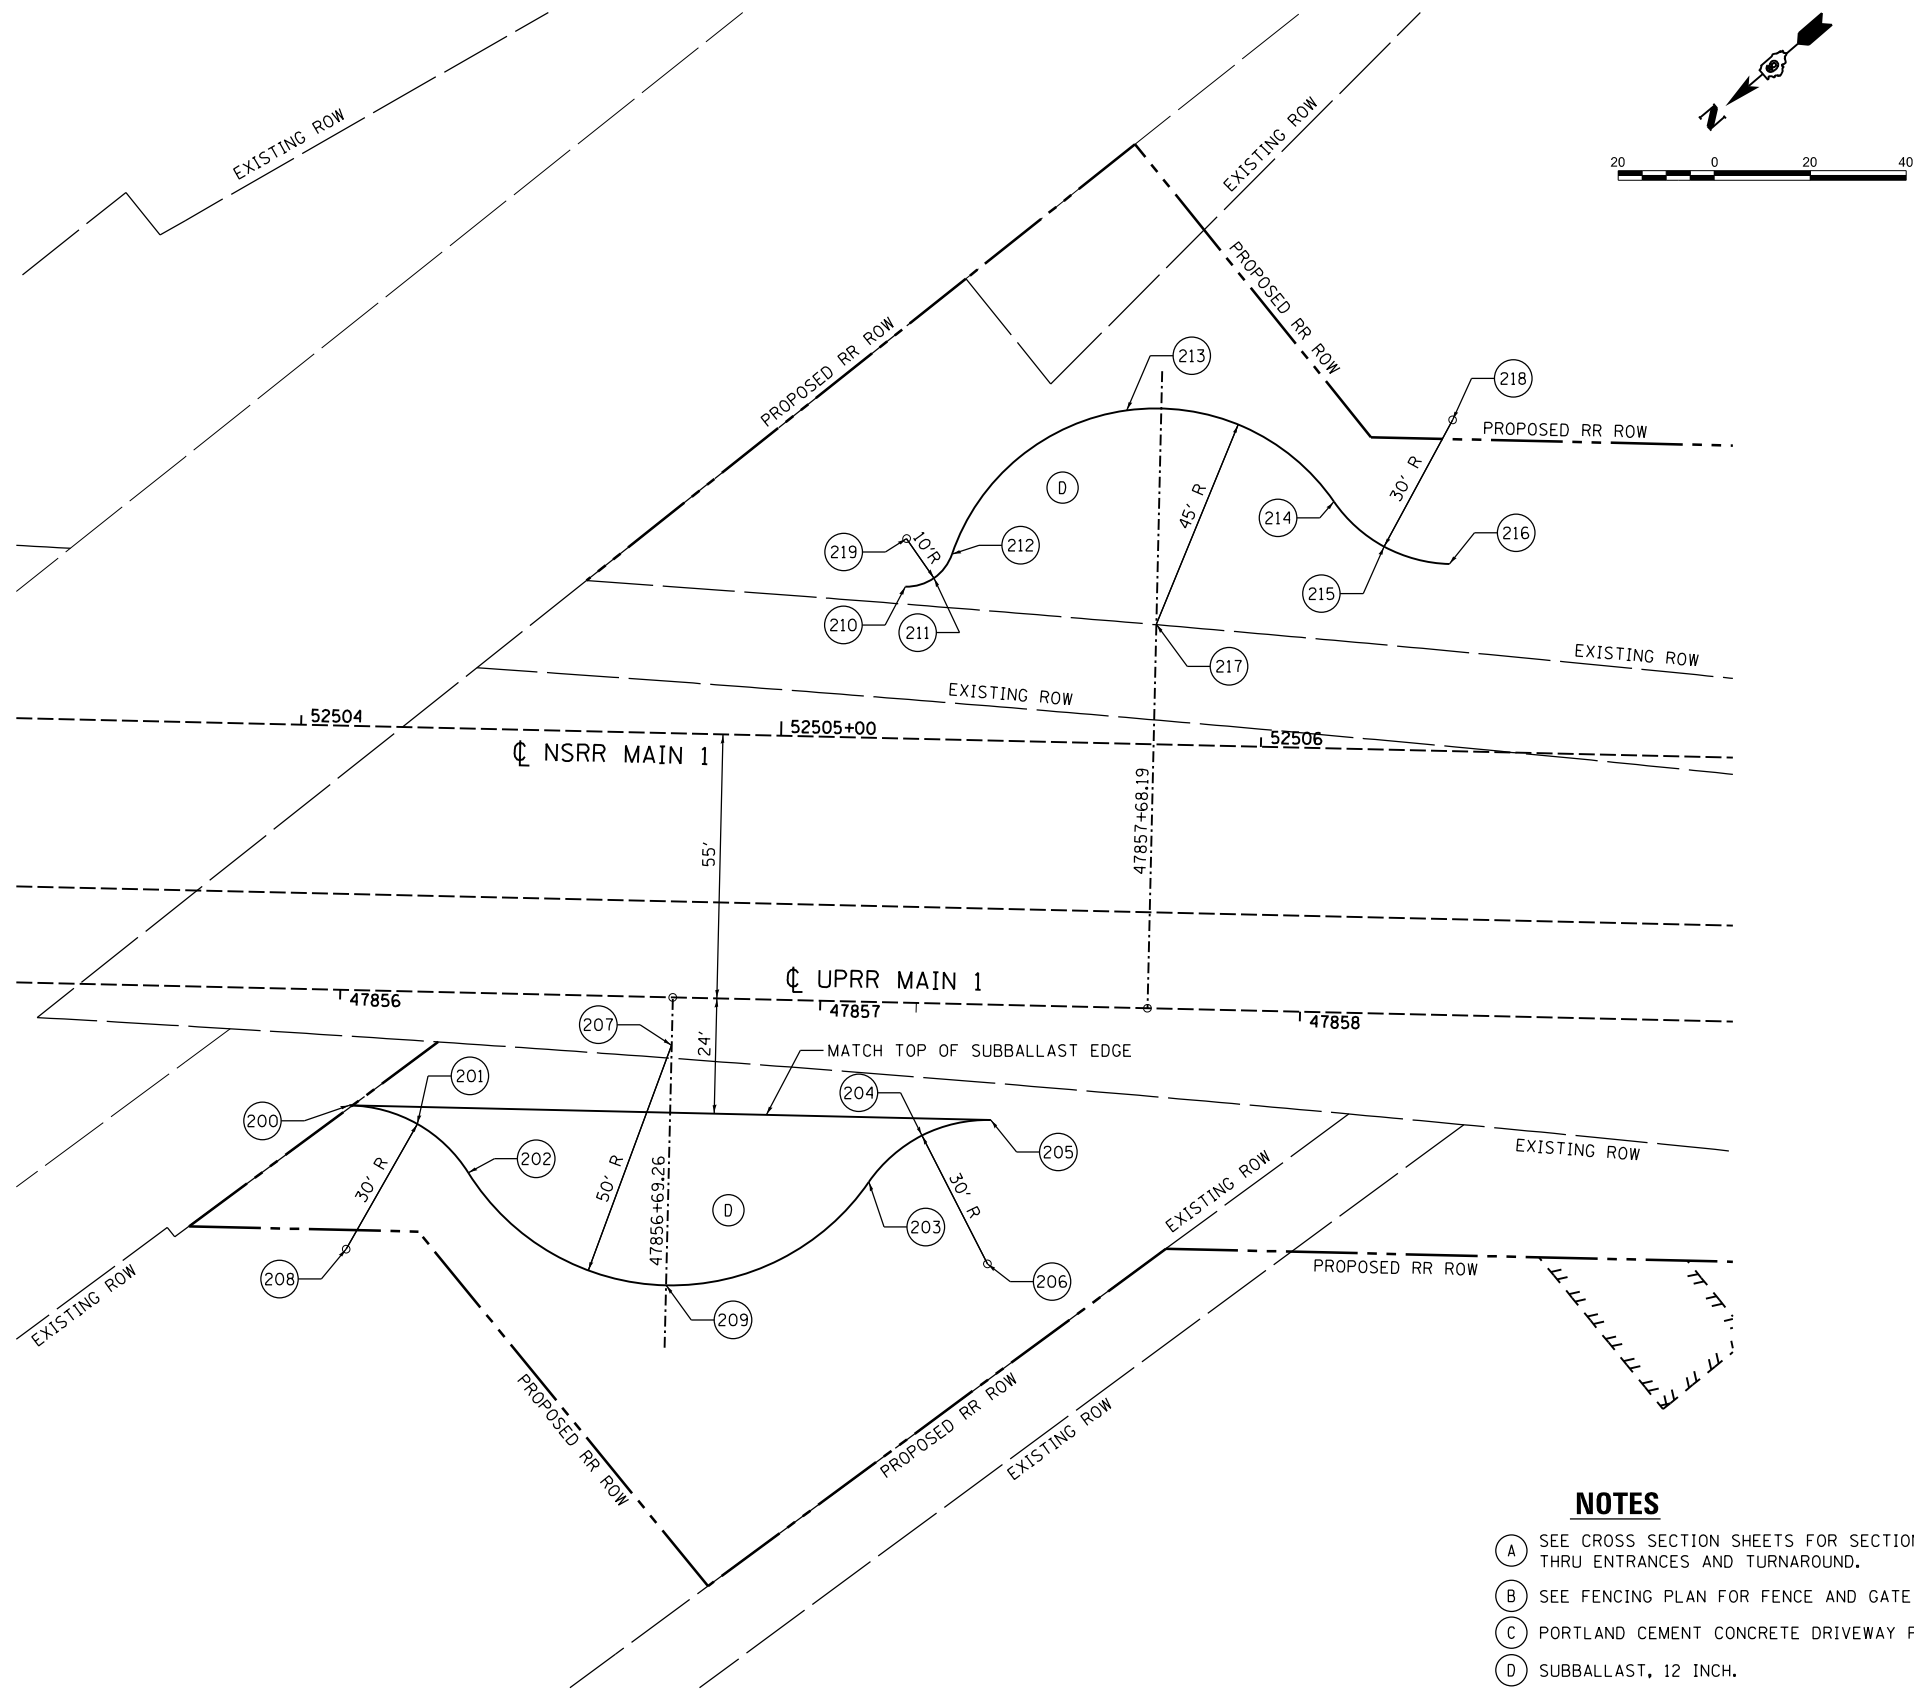 N
20 0 20 40
EXISTING ROW
EXISTING ROW
PROPOSED RR ROW
PROPOSED RR ROW
213
218
PROPOSED RR ROW
D
30' R
45' R
214
216
219
10'R
212
215
210
211
217
EXISTING ROW
EXISTING ROW
52504
52505+00
52506
℄ NSRR MAIN 1
47857+68.19
55'
℄ UPRR MAIN 1
47856
47857
47858
207
24'
MATCH TOP OF SUBBALLAST EDGE
201
204
200
202
205
EXISTING ROW
30' R
50' R
47856+69.26
D
30' R
203
EXISTING ROW
208
206
PROPOSED RR ROW
EXISTING ROW
209
PROPOSED RR ROW
PROPOSED RR ROW
EXISTING ROW
NOTES
A SEE CROSS SECTION SHEETS FOR
THRU ENTRANCES AND TURNAROUND.
B SEE FENCING PLAN FOR FENCE AND GATE
C PORTLAND CEMENT CONCRETE DRIVEWAY
D SUBBALLAST, 12 INCH.